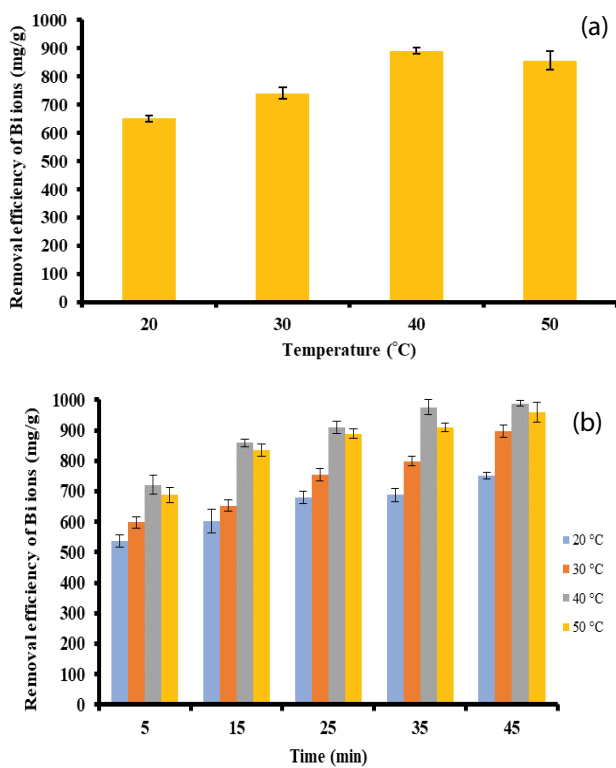 (a)
Removal efficiency of Bi ions (mg/g)
1000
900
800
700
600
500
400
300
200
100
0
20 30 40 50
Temperature (°C)
(b)
Removal efficiency of Bi ions (mg/g)
1000
900
800
700
600
500
400
300
200
100
0
20 °C
30 °C
40 °C
50 °C
5 15 25 35 45
Time (min)